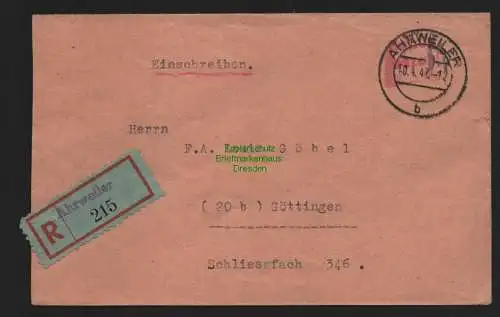 Einschreiben.
AHRWEILER
b
Herrn
F.A. Göbel
Kopierschutz
Briefmarkenhaus
Dresden
R Ahrweiler
215
(20 b) Göttingen
Schliessfach 346.